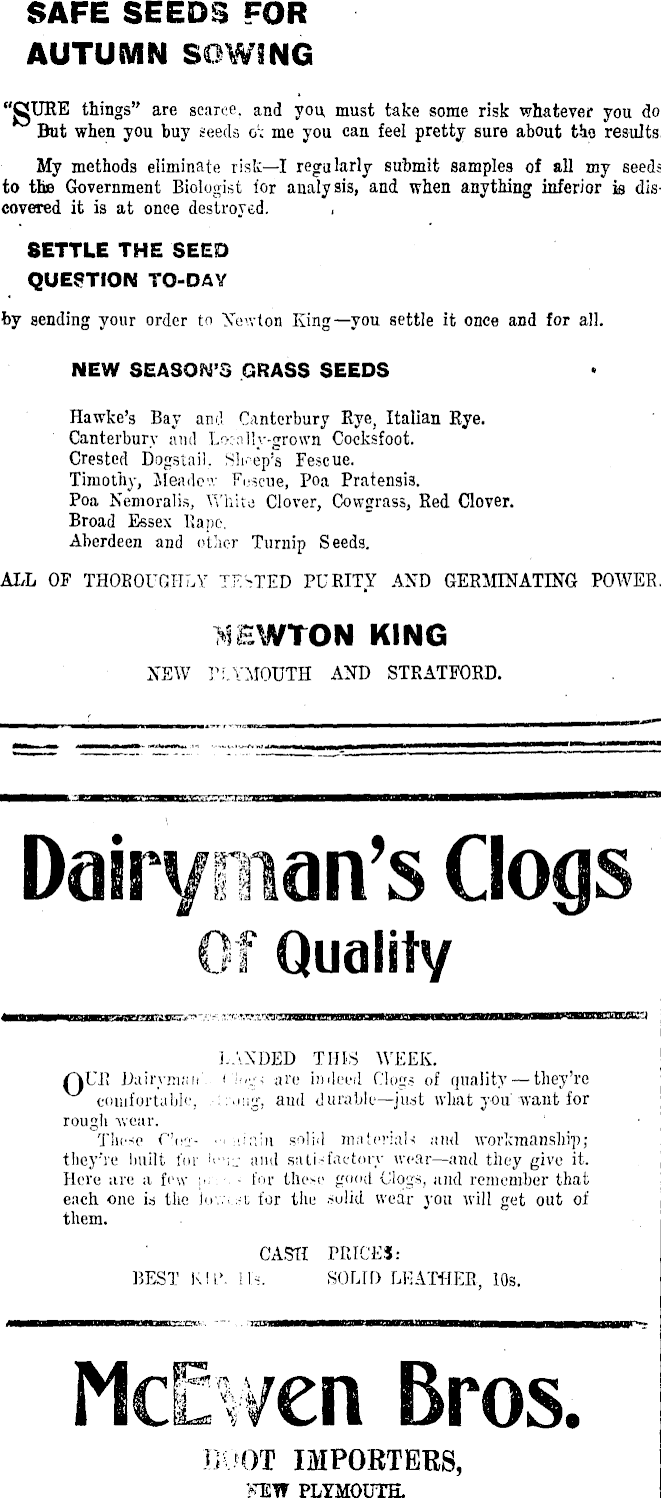 SAFE SEEDS FOR
AUTUMN SOWING
"SURE things" are scarce, and you must take some risk whatever you do
But when you buy seeds of me you can feel pretty sure about the results
My methods eliminate risk—I regularly submit samples of all my seeds
to the Government Biologist for analysis, and when anything inferior is dis-
covered it is at once destroyed.
SETTLE THE SEED
QUESTION TO-DAY
by sending your order to Newton King—you settle it once and for all.
NEW SEASON'S GRASS SEEDS
Hawke's Bay and Canterbury Rye, Italian Rye.
Canterbury and Locally-grown Cocksfoot.
Crested Dogstail. Sheep's Fescue.
Timothy, Meadow Fescue, Poa Pratensis.
Poa Nemoralis, White Clover, Cowgrass, Red Clover.
Broad Essex Rape.
Aberdeen and other Turnip Seeds.
ALL OF THOROUGHLY TESTED PURITY AND GERMINATING POWER.
NEWTON KING
NEW PLYMOUTH AND STRATFORD.
Dairyman's Clogs
Of Quality
LANDED THIS WEEK.
OUR Dairyman's Clogs are indeed Clogs of quality—they're
comfortable, strong, and durable—just what you want for
rough wear.
These Clogs contain solid materials and workmanship;
they're built for long and satisfactory wear—and they give it.
Here are a few prices for these good Clogs, and remember that
each one is the lowest for the solid wear you will get out of
them.
CASH PRICES:
BEST KIP, 11s. SOLID LEATHER, 10s.
McEwen Bros.
BOOT IMPORTERS,
NEW PLYMOUTH.